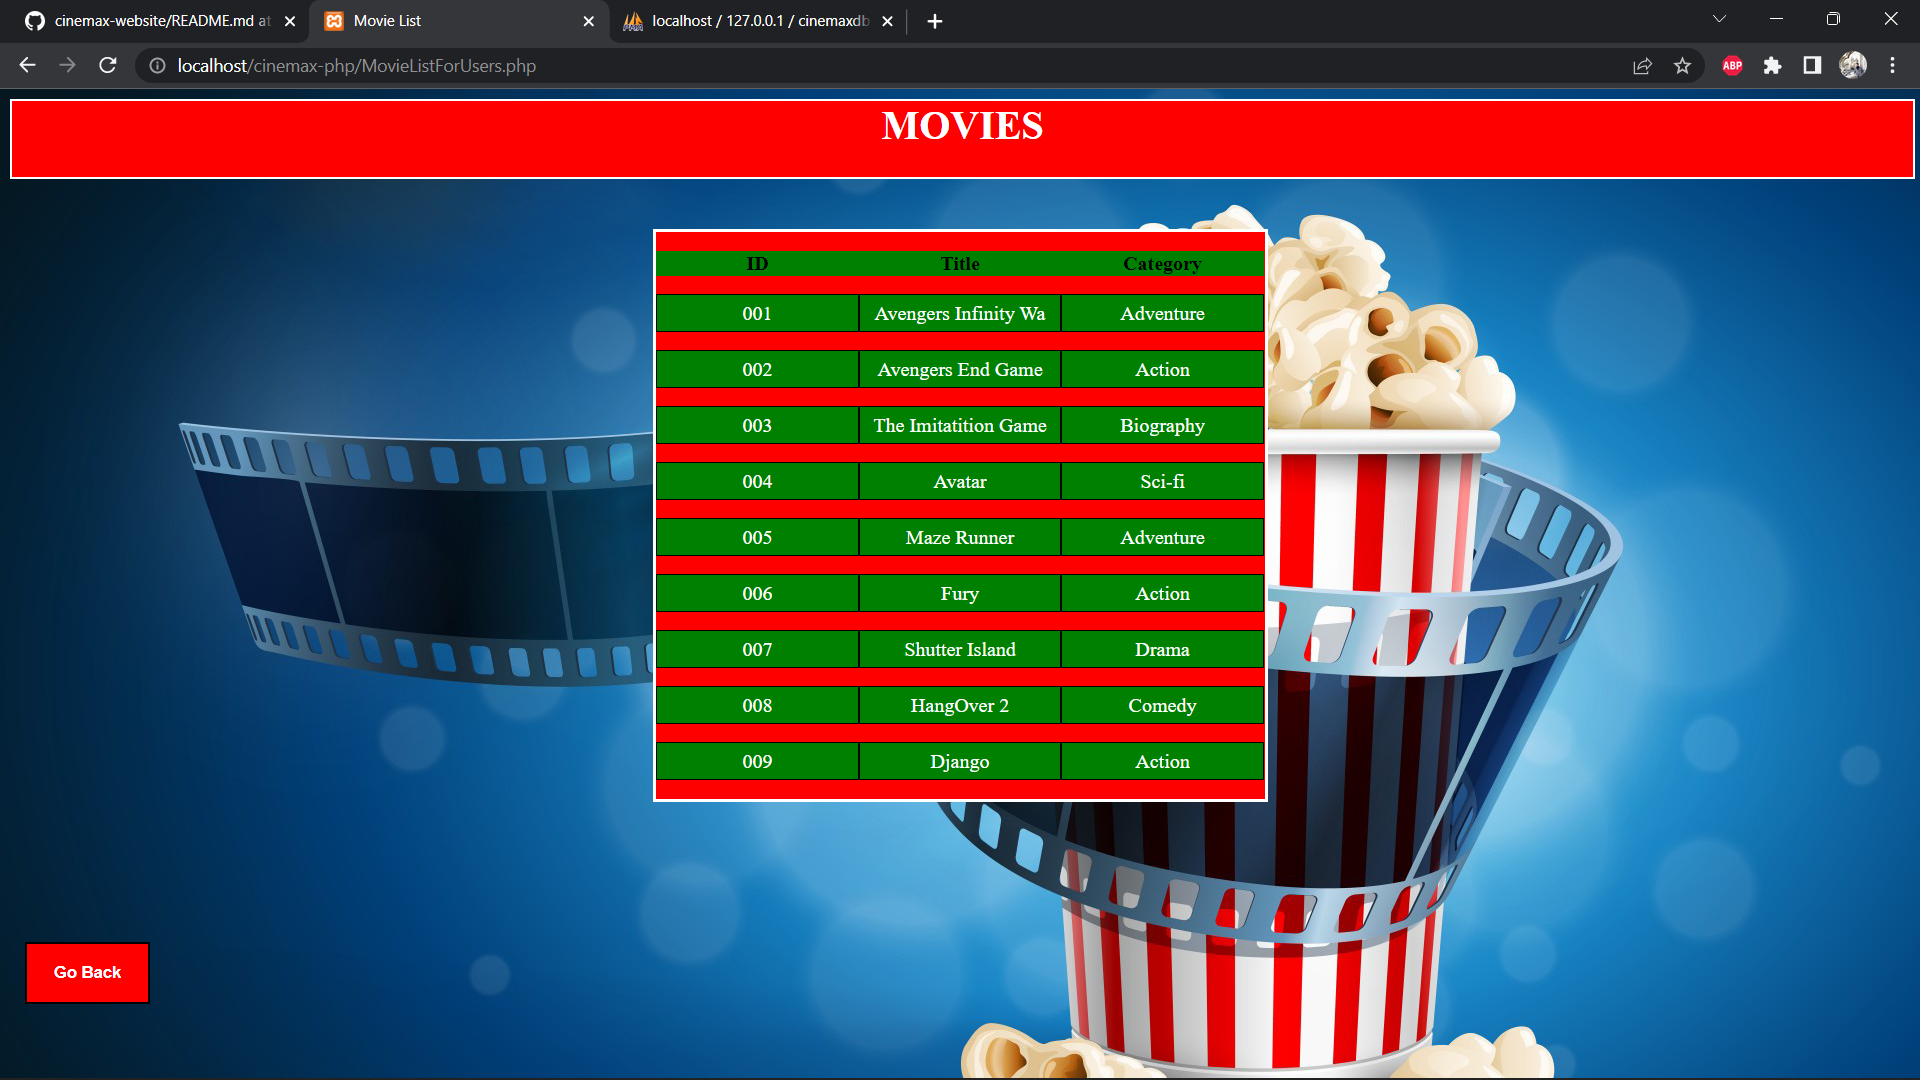 cinemax-website/README.md at
Movie List
localhost / 127.0.0.1 / cinemaxdb
localhost/cinemax-php/MovieListForUsers.php
ABP
MOVIES
ID Title Category
001 Avengers Infinity Wa Adventure
002 Avengers End Game Action
003 The Imitatition Game Biography
004 Avatar Sci-fi
005 Maze Runner Adventure
006 Fury Action
007 Shutter Island Drama
008 HangOver 2 Comedy
009 Django Action
Go Back